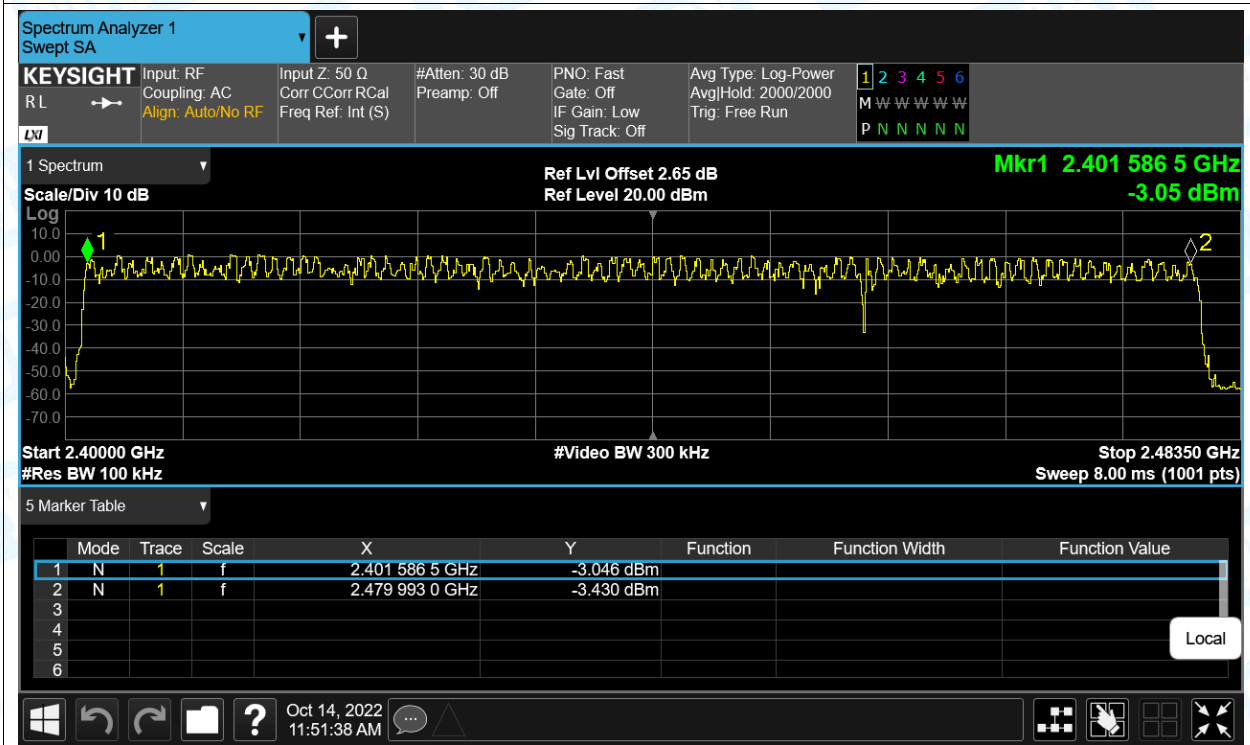 Spectrum Analyzer 1
Swept SA
KEYSIGHT
RL
LXI
Input: RF
Coupling: AC
Align: Auto/No RF
Input Z: 50 Ω
Corr CCorr RCal
Freq Ref: Int (S)
#Atten: 30 dB
Preamp: Off
PNO: Fast
Gate: Off
IF Gain: Low
Sig Track: Off
Avg Type: Log-Power
Avg|Hold: 2000/2000
Trig: Free Run
1 2 3 4 5 6
M W W W W W
P N N N N N
1 Spectrum
Scale/Div 10 dB
Ref Lvl Offset 2.65 dB
Ref Level 20.00 dBm
Mkr1 2.401 586 5 GHz
-3.05 dBm
Log
10.0
0.00
-10.0
-20.0
-30.0
-40.0
-50.0
-60.0
-70.0
1
2
Start 2.40000 GHz
#Res BW 100 kHz
#Video BW 300 kHz
Stop 2.48350 GHz
Sweep 8.00 ms (1001 pts)
5 Marker Table
Mode Trace Scale X Y Function Function Width Function Value
1 N 1 f 2.401 586 5 GHz -3.046 dBm
2 N 1 f 2.479 993 0 GHz -3.430 dBm
3
4
5
6
Local
?
Oct 14, 2022
11:51:38 AM